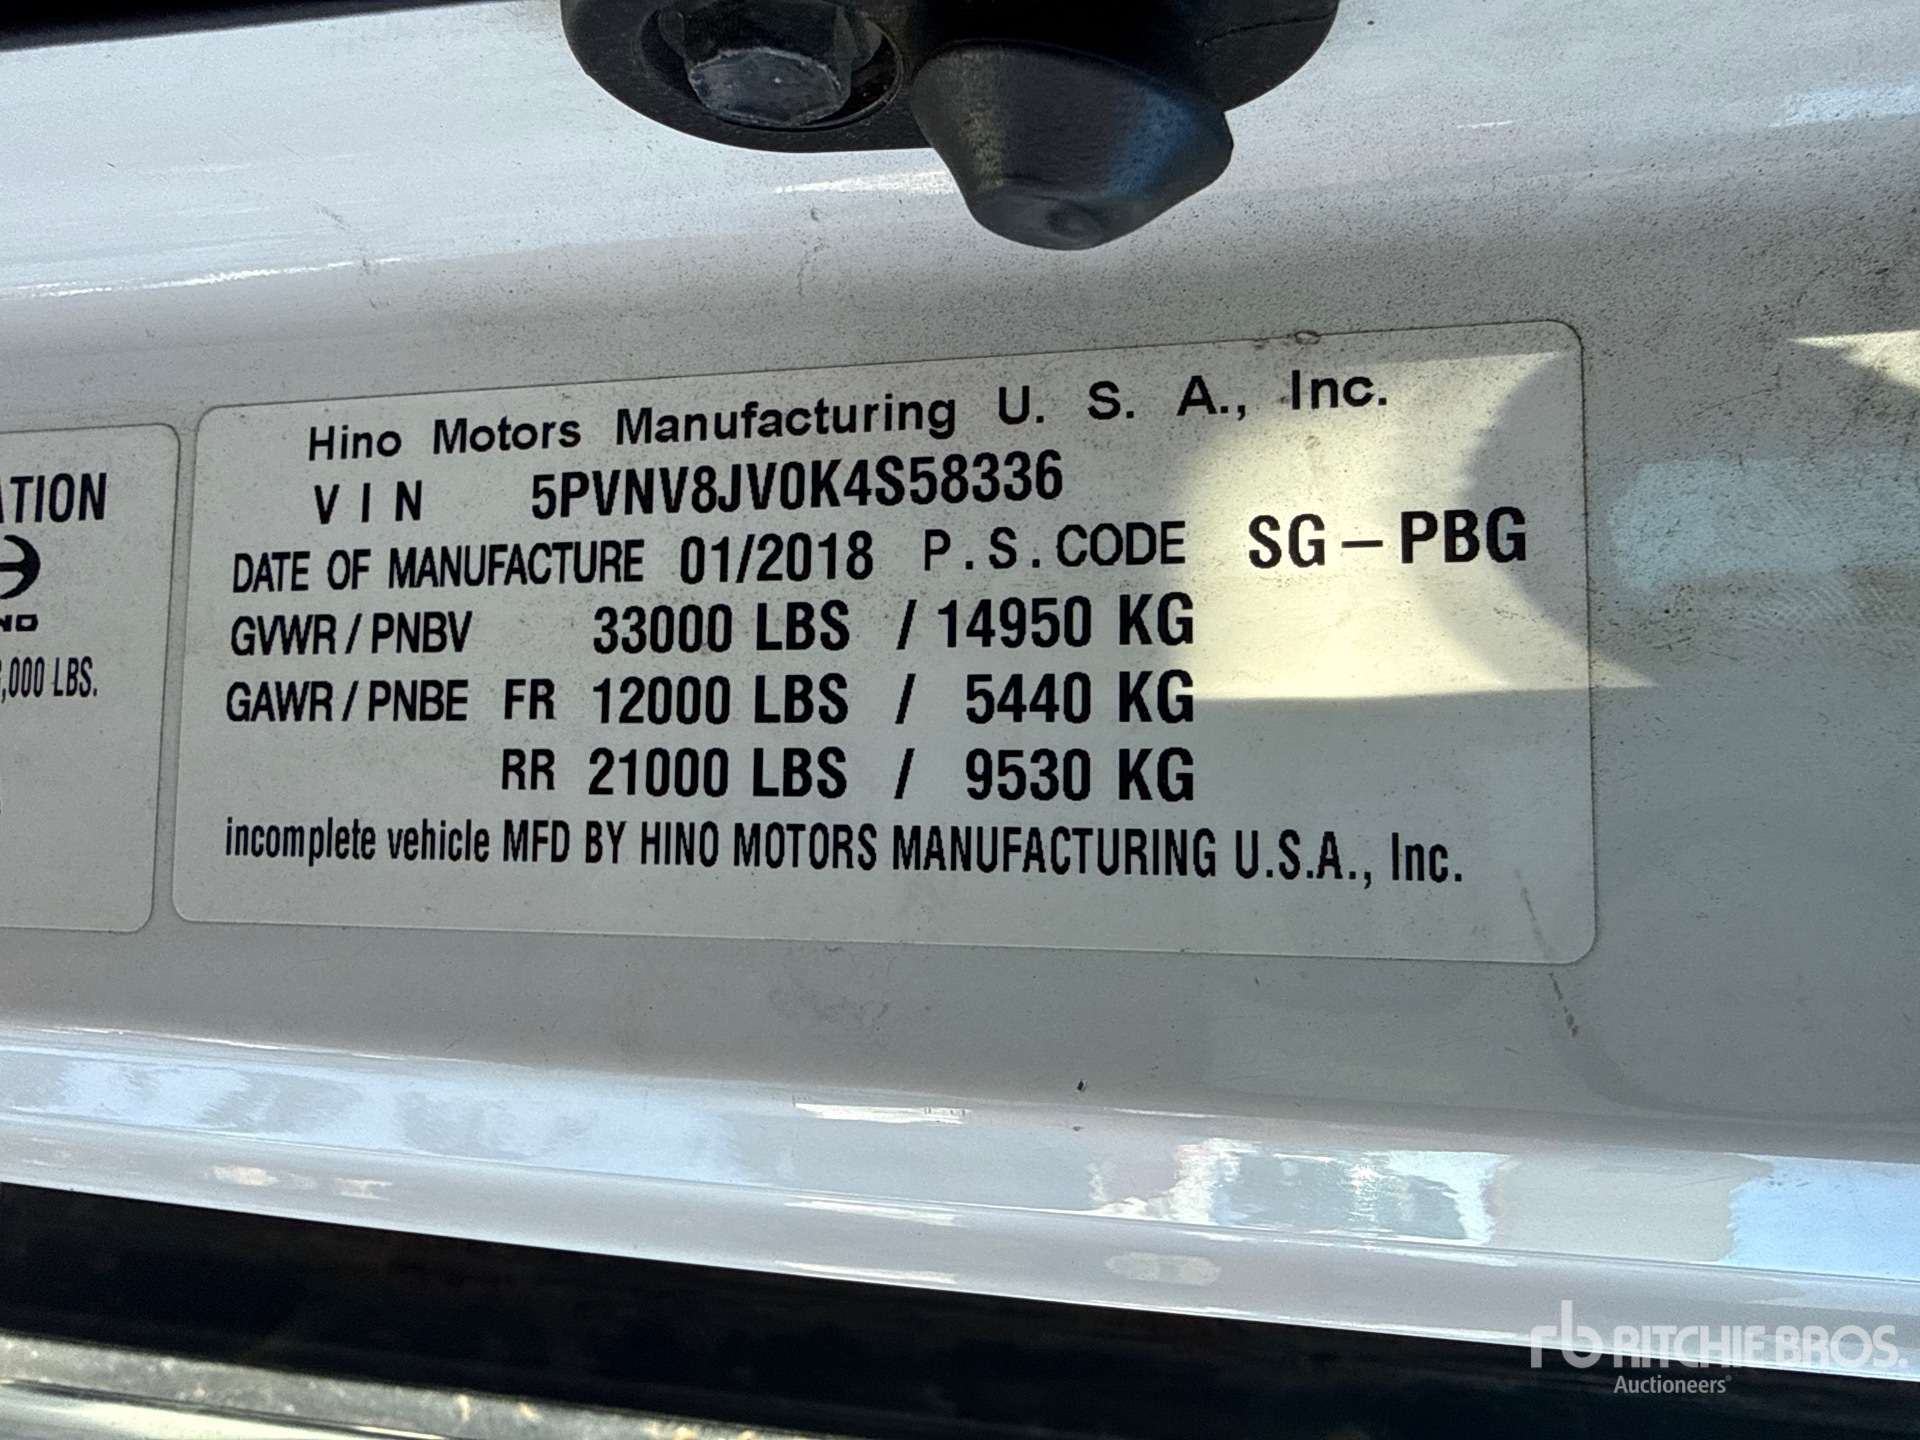 ATION
,000 LBS.
Hino Motors Manufacturing U. S. A., Inc.
VIN 5PVNV8JV0K4S58336
DATE OF MANUFACTURE 01/2018 P.S.CODE SG-PBG
GVWR / PNBV 33000 LBS / 14950 KG
GAWR / PNBE FR 12000 LBS / 5440 KG
RR 21000 LBS / 9530 KG
incomplete vehicle MFD BY HINO MOTORS MANUFACTURING U.S.A., Inc.
rb RITCHIE BROS.
Auctioneers